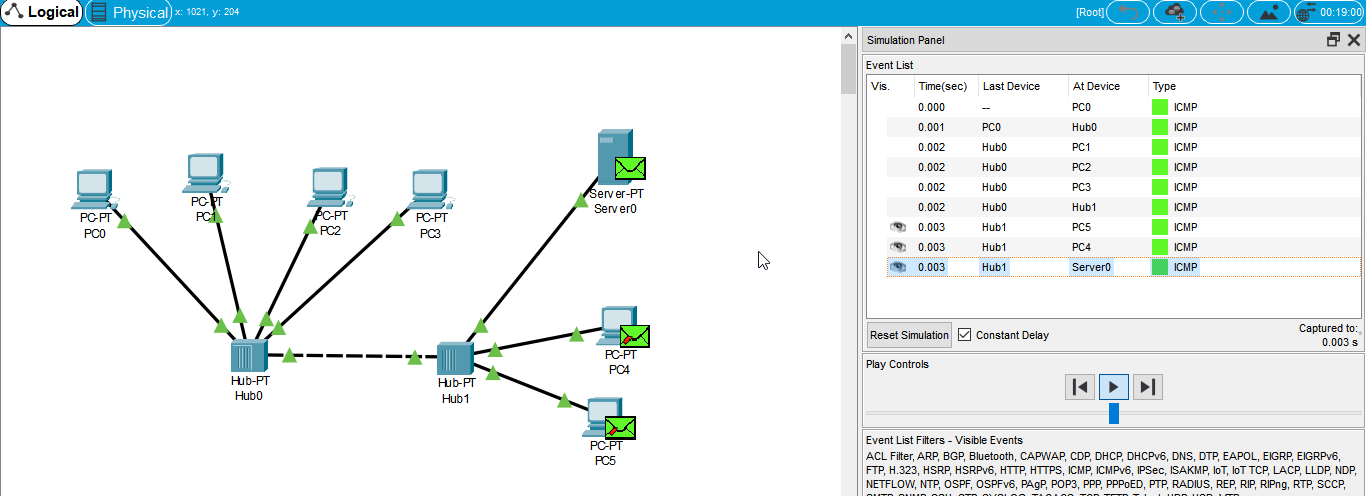 Logical Physical x: 1021, y: 204 [Root] 00:19:00
Simulation Panel
Event List
Vis. Time(sec) Last Device At Device Type
0.000 -- PC0 ICMP
0.001 PC0 Hub0 ICMP
0.002 Hub0 PC1 ICMP
0.002 Hub0 PC2 ICMP
0.002 Hub0 PC3 ICMP
0.002 Hub0 Hub1 ICMP
0.003 Hub1 PC5 ICMP
0.003 Hub1 PC4 ICMP
0.003 Hub1 Server0 ICMP
Reset Simulation Constant Delay
Captured to:
0.003 s
Play Controls
Event List Filters - Visible Events
ACL Filter, ARP, BGP, Bluetooth, CAPWAP, CDP, DHCP, DHCPv6, DNS, DTP, EAPOL, EIGRP, EIGRPv6,
FTP, H.323, HSRP, HSRPv6, HTTP, HTTPS, ICMP, ICMPv6, IPSec, ISAKMP, IoT, IoT TCP, LACP, LLDP, NDP,
NETFLOW, NTP, OSPF, OSPFv6, PAgP, POP3, PPP, PPPoED, PTP, RADIUS, REP, RIP, RIPng, RTP, SCCP,
PC-PT
PC0
PC-PT
PC1
PC-PT
PC2
PC-PT
PC3
Server-PT
Server0
Hub-PT
Hub0
Hub-PT
Hub1
PC-PT
PC4
PC-PT
PC5